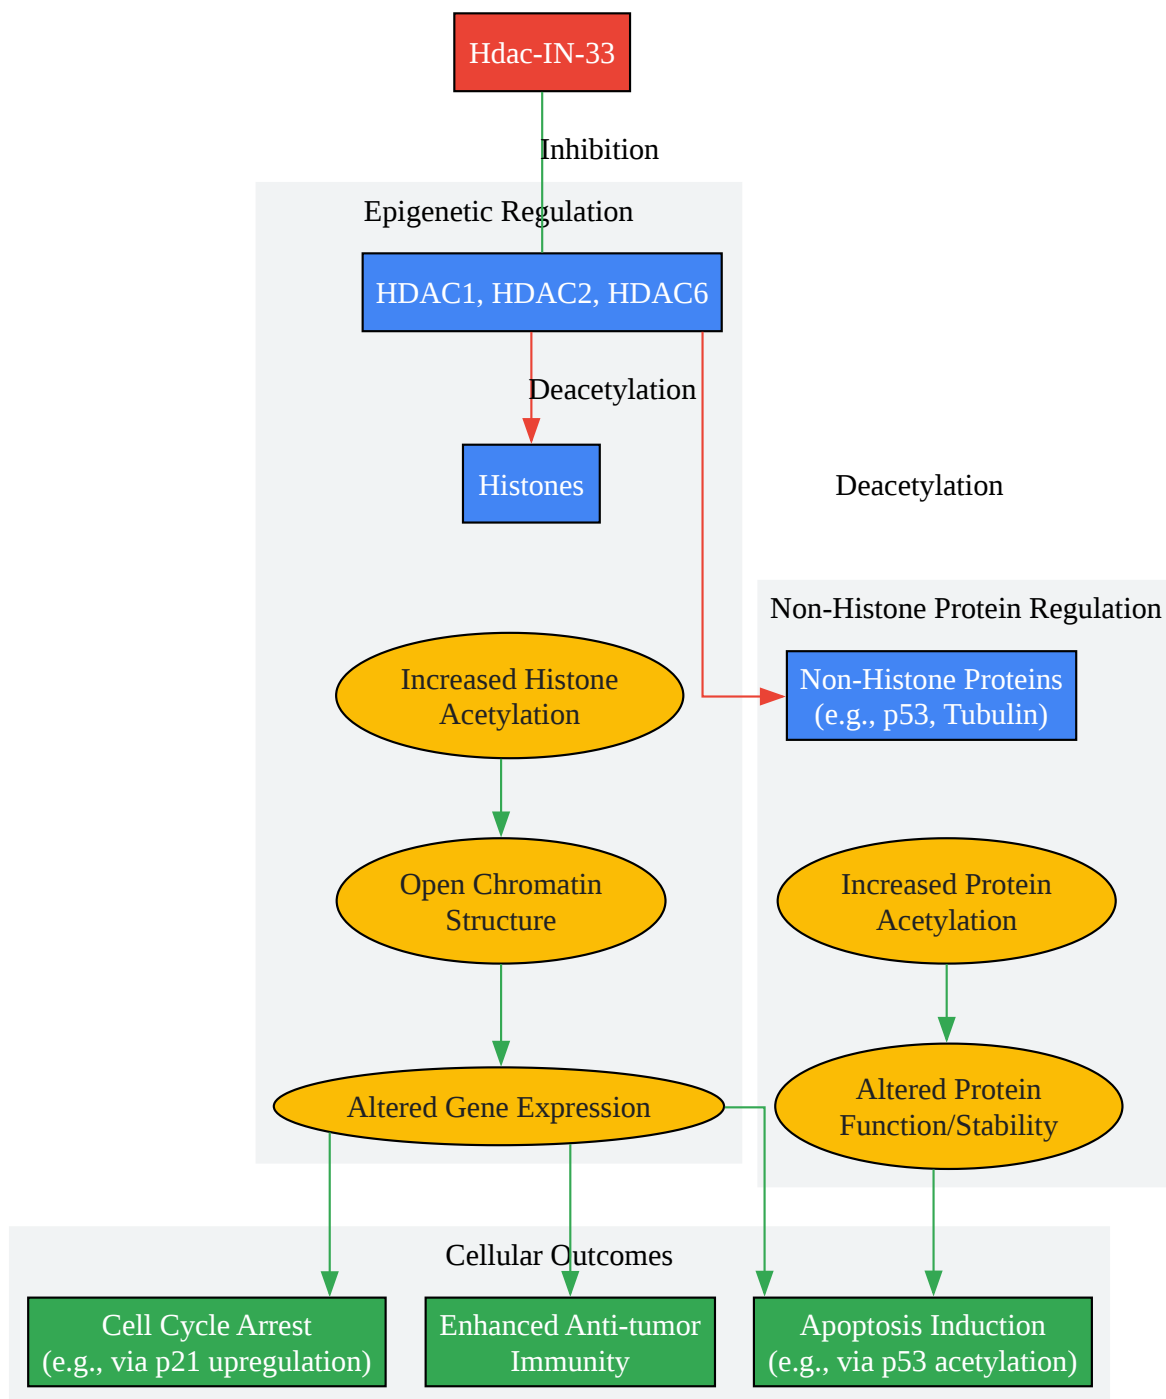 Hdac-IN-33
Inhibition
Epigenetic Regulation
HDAC1, HDAC2, HDAC6
Deacetylation
Histones
Deacetylation
Non-Histone Protein Regulation
Increased Histone
Acetylation
Non-Histone Proteins
(e.g., p53, Tubulin)
Open Chromatin
Structure
Increased Protein
Acetylation
Altered Gene Expression
Altered Protein
Function/Stability
Cellular Outcomes
Cell Cycle Arrest
(e.g., via p21 upregulation)
Enhanced Anti-tumor
Immunity
Apoptosis Induction
(e.g., via p53 acetylation)